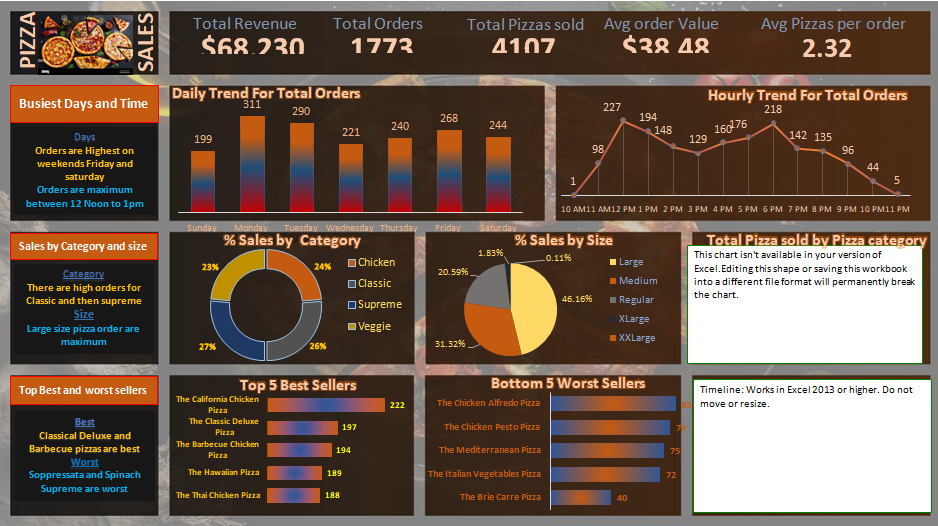 PIZZA
SALES
Total Revenue
$68,230
Total Orders
1773
Total Pizzas sold
4107
Avg order Value
$38.48
Avg Pizzas per order
2.32
Busiest Days and Time
Days
Orders are Highest on
weekends Friday and
saturday
Orders are maximum
between 12 Noon to 1pm
Daily Trend For Total Orders
199
311
290
221
240
268
244
Sunday
Monday
Tuesday
Wednesday
Thursday
Friday
Saturday
Hourly Trend For Total Orders
1
98
227
194
148
129
160
176
218
142
135
96
44
5
10 AM
11 AM
12 PM
1 PM
2 PM
3 PM
4 PM
5 PM
6 PM
7 PM
8 PM
9 PM
10 PM
11 PM
Sales by Category and size
Category
There are high orders for
Classic and then supreme
Size
Large size pizza order are
maximum
% Sales by Category
23%
24%
27%
26%
Chicken
Classic
Supreme
Veggie
% Sales by Size
1.83%
0.11%
20.59%
46.16%
31.32%
Large
Medium
Regular
XLarge
XXLarge
Total Pizza sold by Pizza category
This chart isn't available in your version of
Excel.Editing this shape or saving this workbook
into a different file format will permanently break
the chart.
Top Best and worst sellers
Best
Classical Deluxe and
Barbecue pizzas are best
Worst
Soppressata and Spinach
Supreme are worst
Top 5 Best Sellers
The California Chicken
Pizza
222
The Classic Deluxe
Pizza
197
The Barbecue Chicken
Pizza
194
The Hawaiian Pizza
189
The Thai Chicken Pizza
188
Bottom 5 Worst Sellers
The Chicken Alfredo Pizza
The Chicken Pesto Pizza
The Mediterranean Pizza
75
The Italian Vegetables Pizza
72
The Brie Carre Pizza
40
Timeline: Works in Excel 2013 or higher. Do not
move or resize.